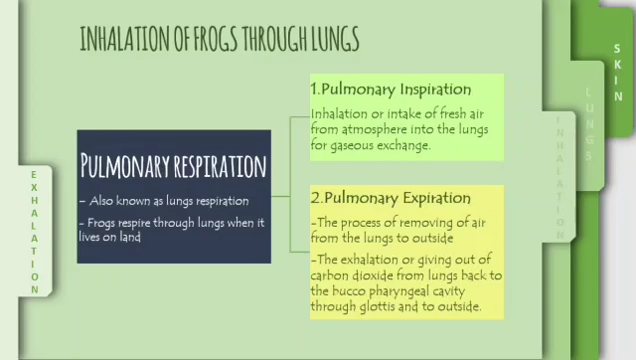 INHALATION OF FROGS THROUGH LUNGS
PULMONARY RESPIRATION
– Also known as lungs respiration
- Frogs respire through lungs when it
lives on land
1.Pulmonary Inspiration
Inhalation or intake of fresh air
from atmosphere into the lungs
for gaseous exchange.
2.Pulmonary Expiration
-The process of removing of air
from the lungs to outside
-The exhalation or giving out of
carbon dioxide from lungs back to
the bucco pharyngeal cavity
through glottis and to outside.
EXHALATION
INHALATION
LUNGS
SKIN